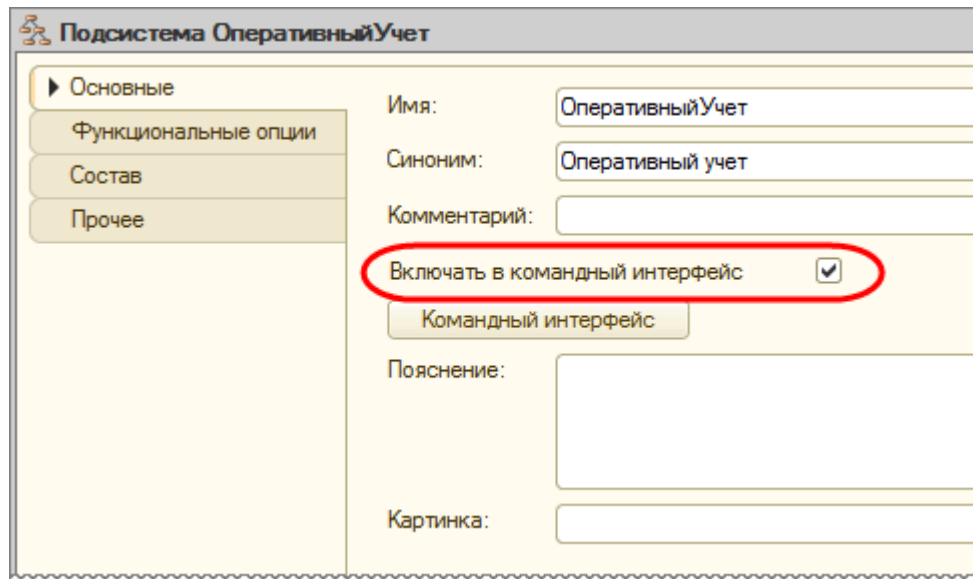 Подсистема ОперативныйУчет
Основные
Функциональные опции
Состав
Прочее
Имя: ОперативныйУчет
Синоним: Оперативный учет
Комментарий:
Включать в командный интерфейс
Командный интерфейс
Пояснение:
Картинка: